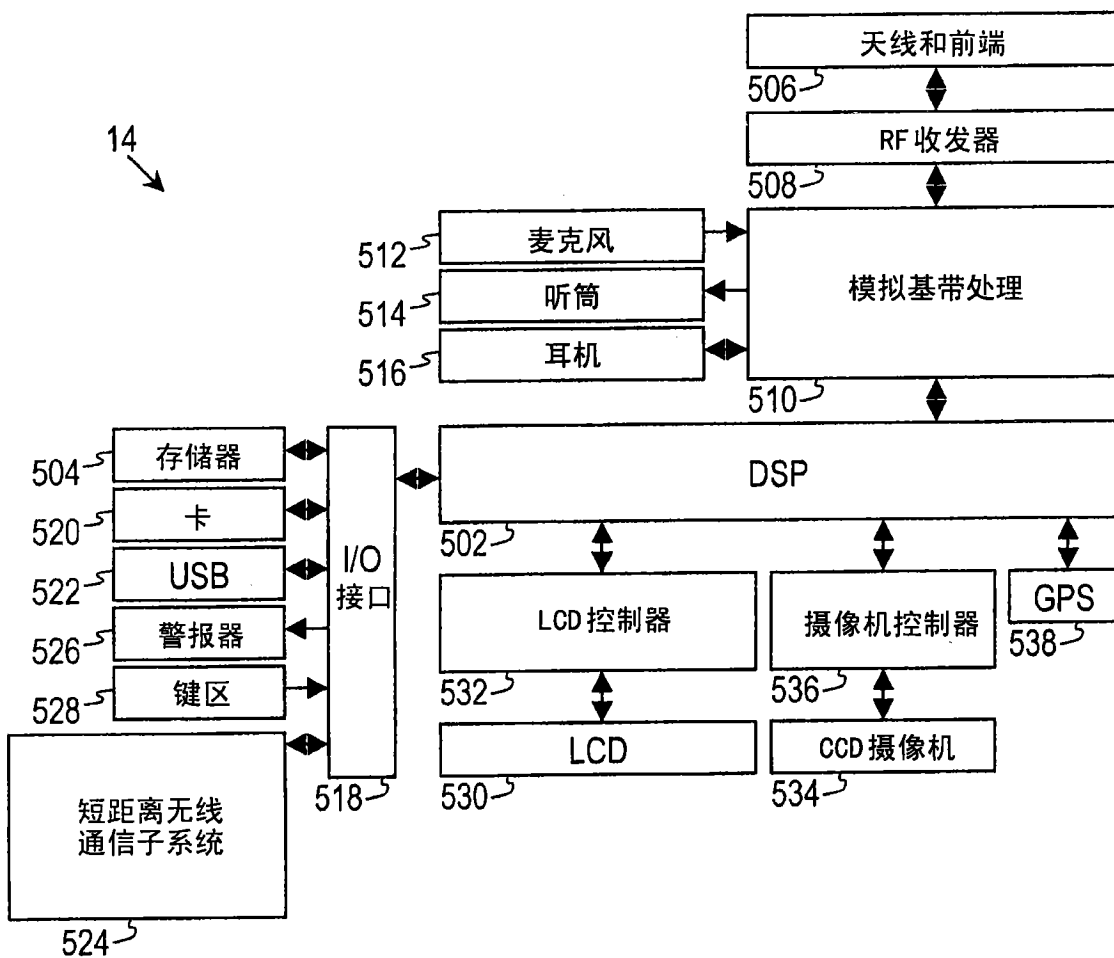 天线和前端
506
14
RF 收发器
508
512
麦克风
模拟基带处理
514
听筒
516
耳机
510
504
存储器
DSP
520
卡
502
I/O
接口
522
USB
LCD 控制器
摄像机控制器
GPS
526
警报器
538
528
键区
532
536
LCD
CCD 摄像机
518
530
534
短距离无线
通信子系统
524